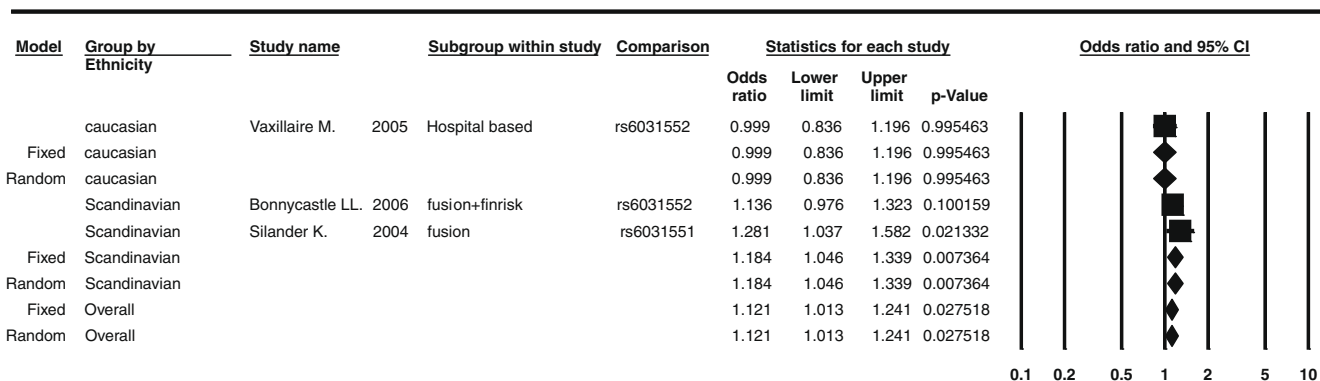 Model Group by Ethnicity Study name Subgroup within study Comparison Statistics for each study Odds ratio and 95% CI
Odds ratio Lower limit Upper limit p-Value
caucasian Vaxillaire M. 2005 Hospital based rs6031552 0.999 0.836 1.196 0.995463
Fixed caucasian 0.999 0.836 1.196 0.995463
Random caucasian 0.999 0.836 1.196 0.995463
Scandinavian Bonnycastle LL. 2006 fusion+finrisk rs6031552 1.136 0.976 1.323 0.100159
Scandinavian Silander K. 2004 fusion rs6031551 1.281 1.037 1.582 0.021332
Fixed Scandinavian 1.184 1.046 1.339 0.007364
Random Scandinavian 1.184 1.046 1.339 0.007364
Fixed Overall 1.121 1.013 1.241 0.027518
Random Overall 1.121 1.013 1.241 0.027518
0.1 0.2 0.5 1 2 5 10